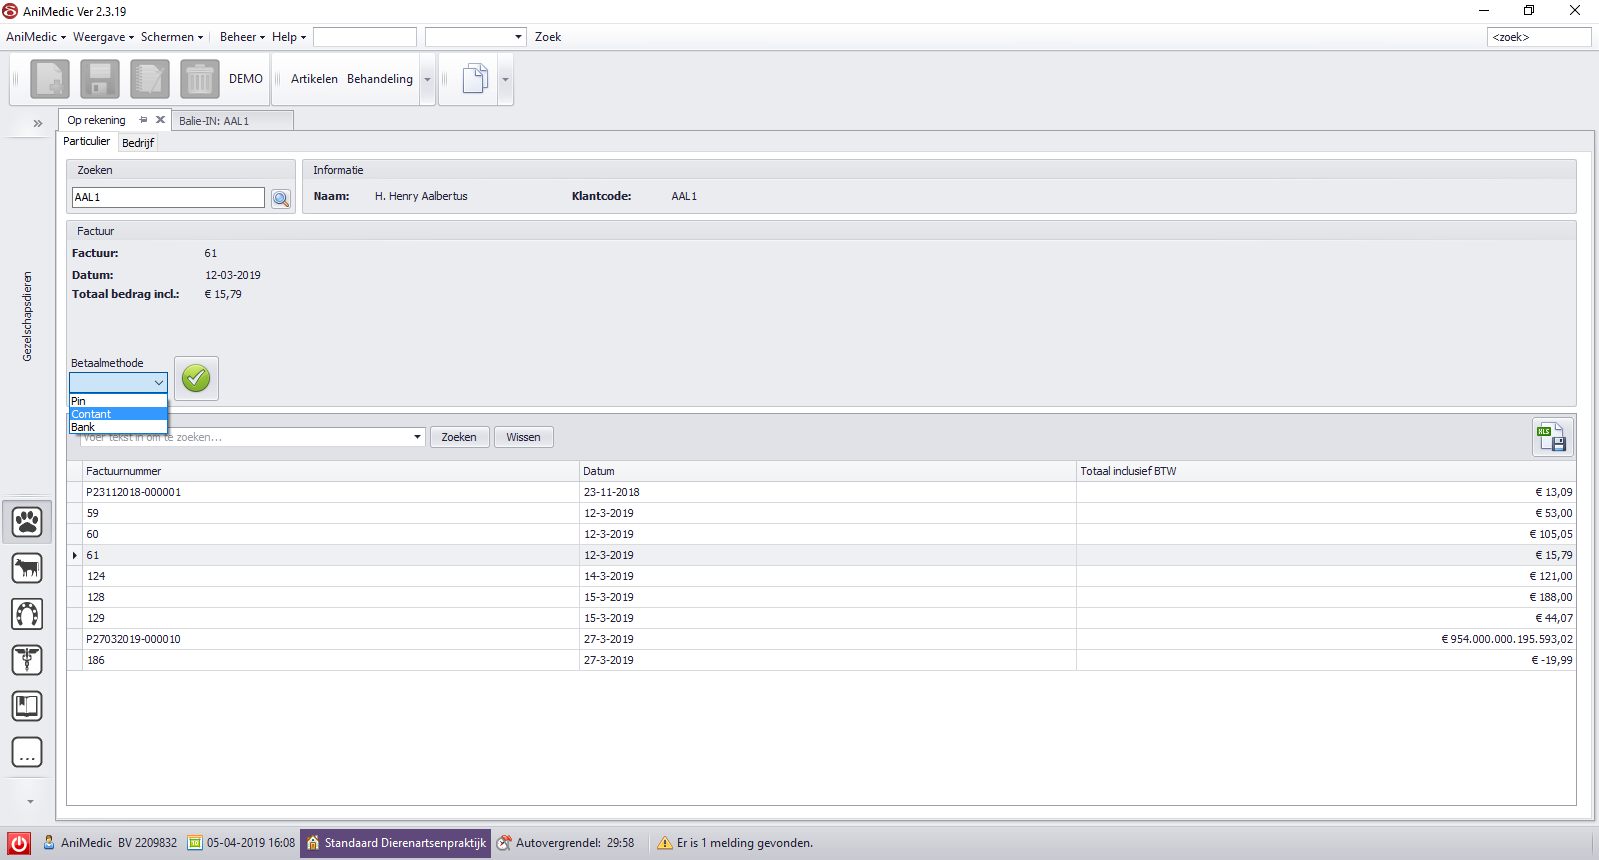 AniMedic Ver 2.3.19
AniMedic Weergave Schermen Beheer Help Zoek <zoek>
DEMO Artikelen Behandeling
Op rekening Balie-IN: AAL1
Particulier Bedrijf
Zoeken Informatie
AAL1 Naam: H. Henry Aalbertus Klantcode: AAL1
Factuur
Factuur: 61
Datum: 12-03-2019
Totaal bedrag incl.: € 15,79
Gezelschapsdieren
Betaalmethode
Pin
Contant
Bank
Voer tekst in om te zoeken... Zoeken Wissen XLS
Factuurnummer Datum Totaal inclusief BTW
P23112018-000001 23-11-2018 € 13,09
59 12-3-2019 € 53,00
60 12-3-2019 € 105,05
61 12-3-2019 € 15,79
124 14-3-2019 € 121,00
128 15-3-2019 € 188,00
129 15-3-2019 € 44,07
P27032019-000010 27-3-2019 € 954.000.000.195.593,02
186 27-3-2019 € -19,99
...
AniMedic BV 2209832 05-04-2019 16:08 Standaard Dierenartsenpraktijk Autovergrendel: 29:58 Er is 1 melding gevonden.